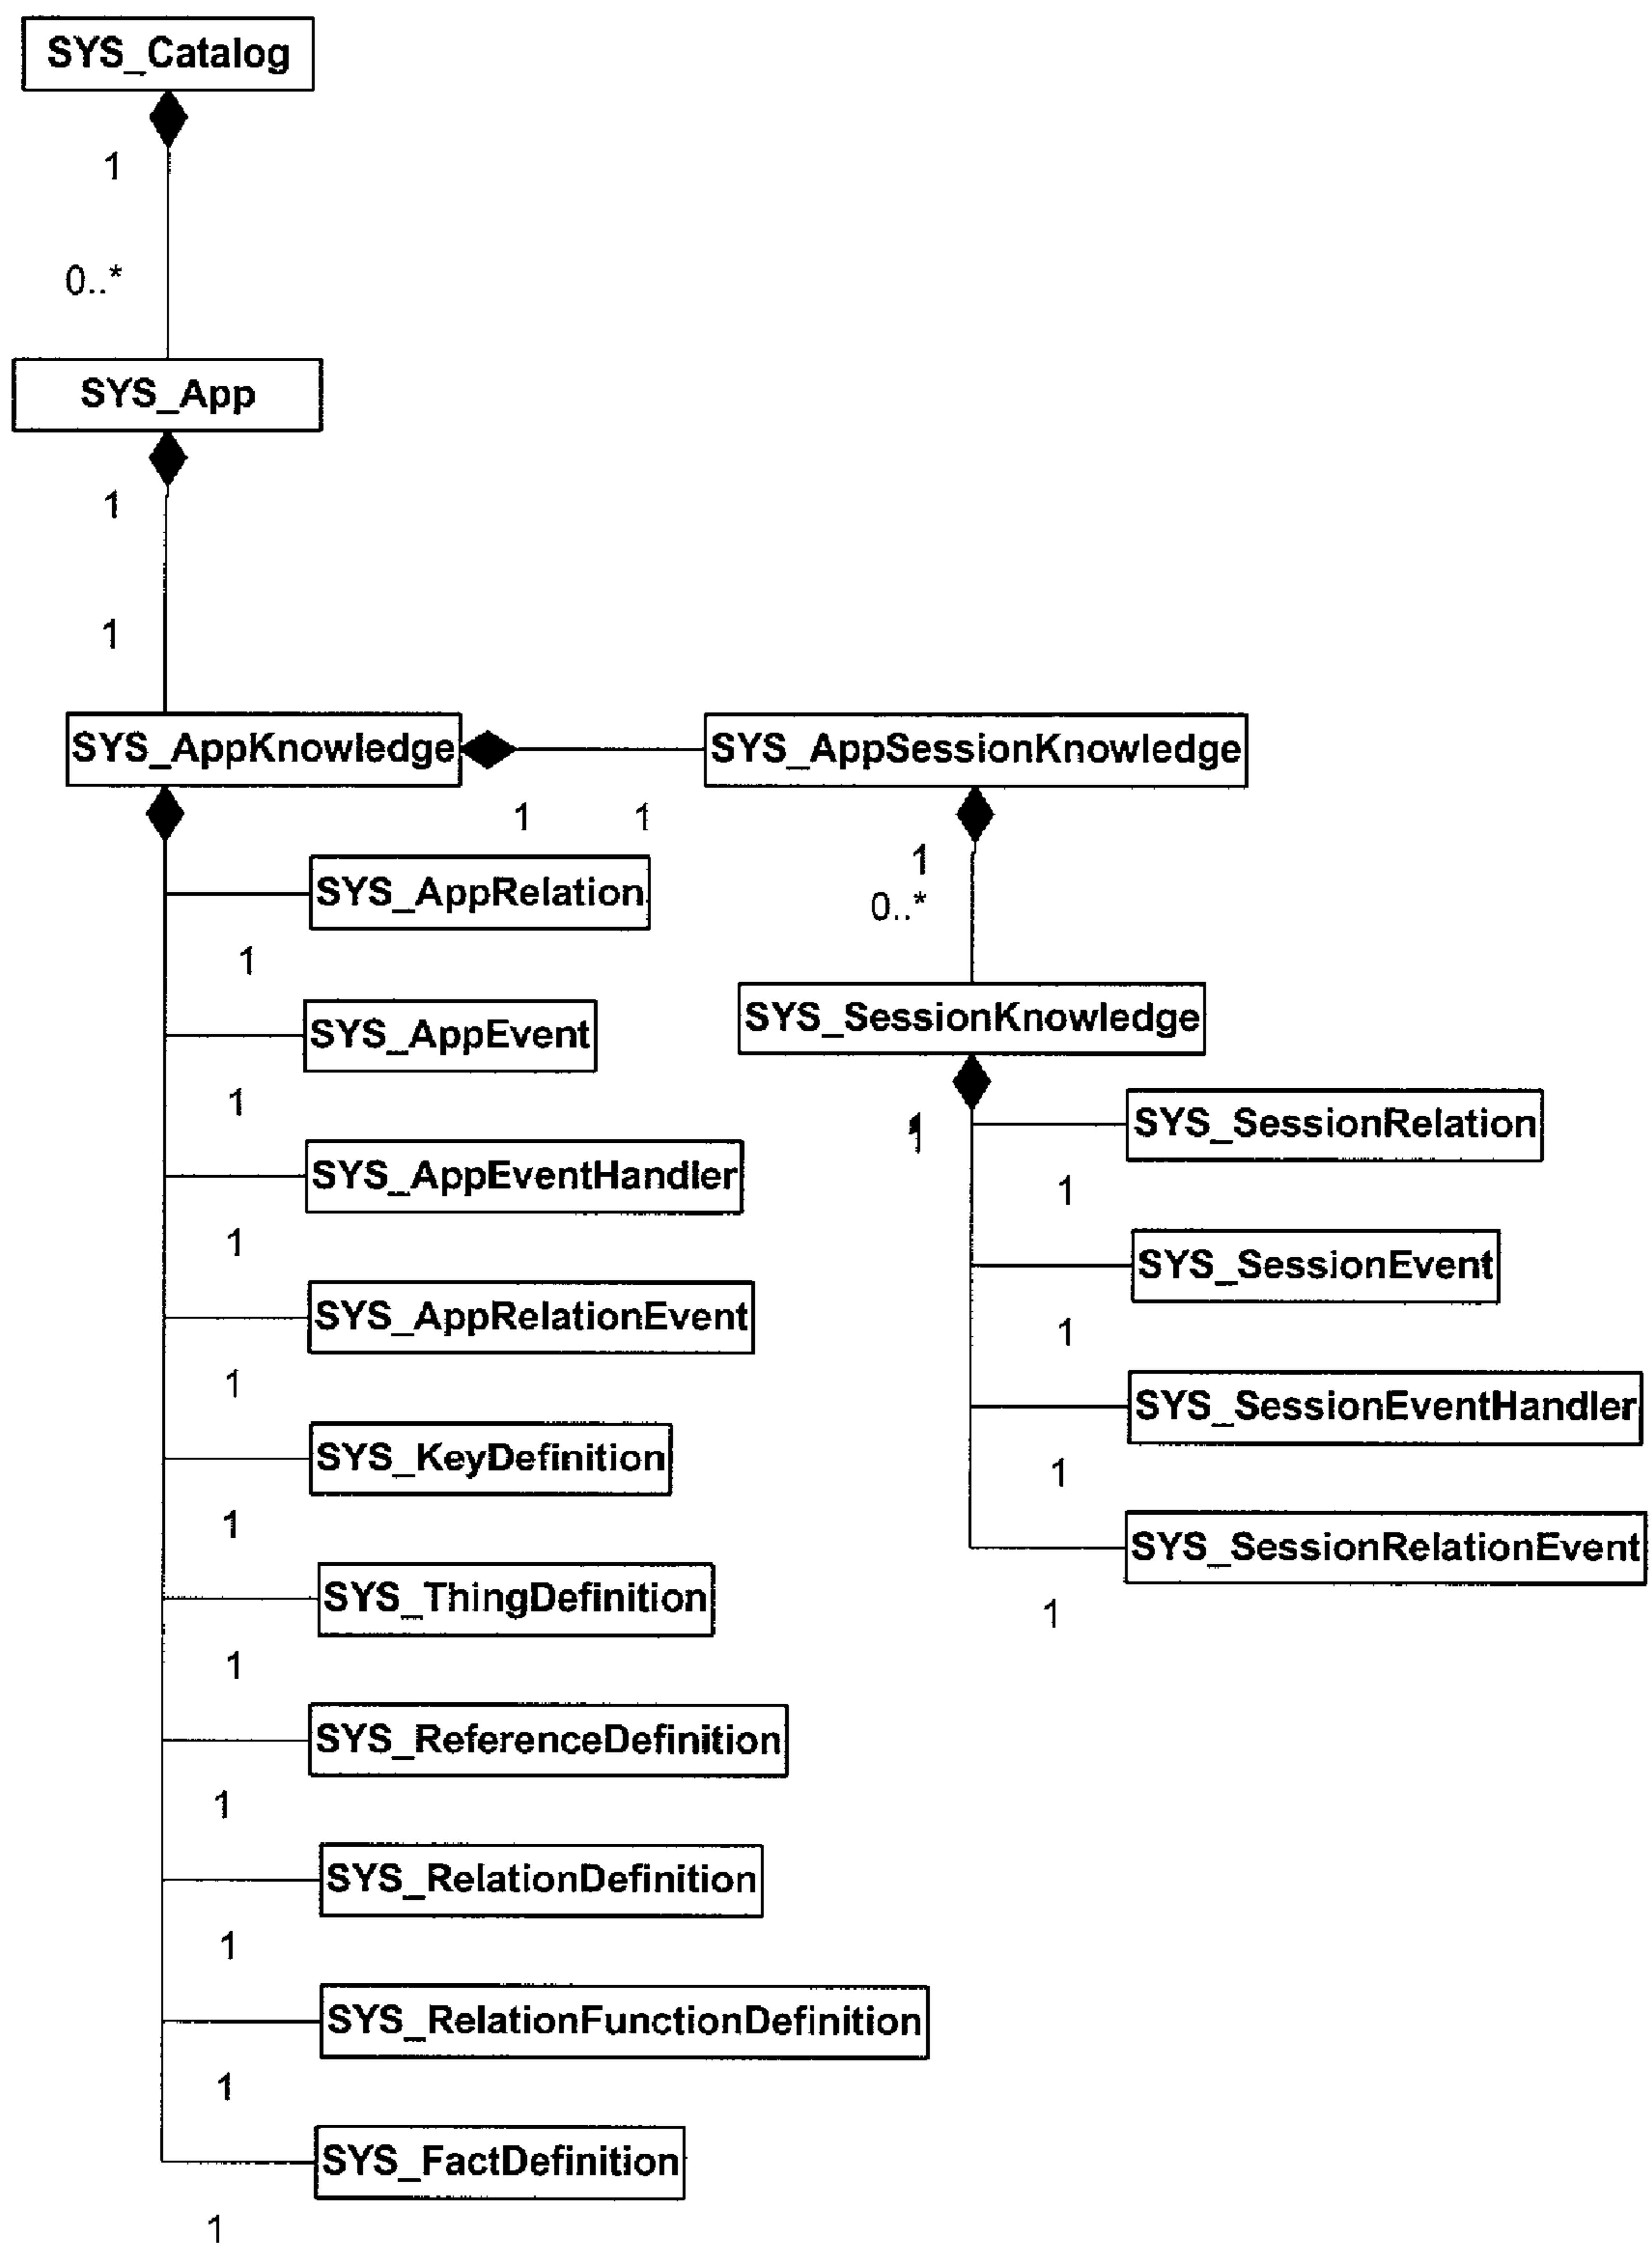 SYS_Catalog
1
0..*
SYS_App
1
1
SYS_AppKnowledge
SYS_AppSessionKnowledge
1
1
1
0..*
SYS_AppRelation
1
SYS_SessionKnowledge
SYS_AppEvent
1
1
SYS_SessionRelation
SYS_AppEventHandler
1
1
SYS_SessionEvent
SYS_AppRelationEvent
1
1
SYS_SessionEventHandler
SYS_KeyDefinition
1
1
SYS_SessionRelationEvent
SYS_ThingDefinition
1
1
SYS_ReferenceDefinition
1
SYS_RelationDefinition
1
SYS_RelationFunctionDefinition
1
SYS_FactDefinition
1